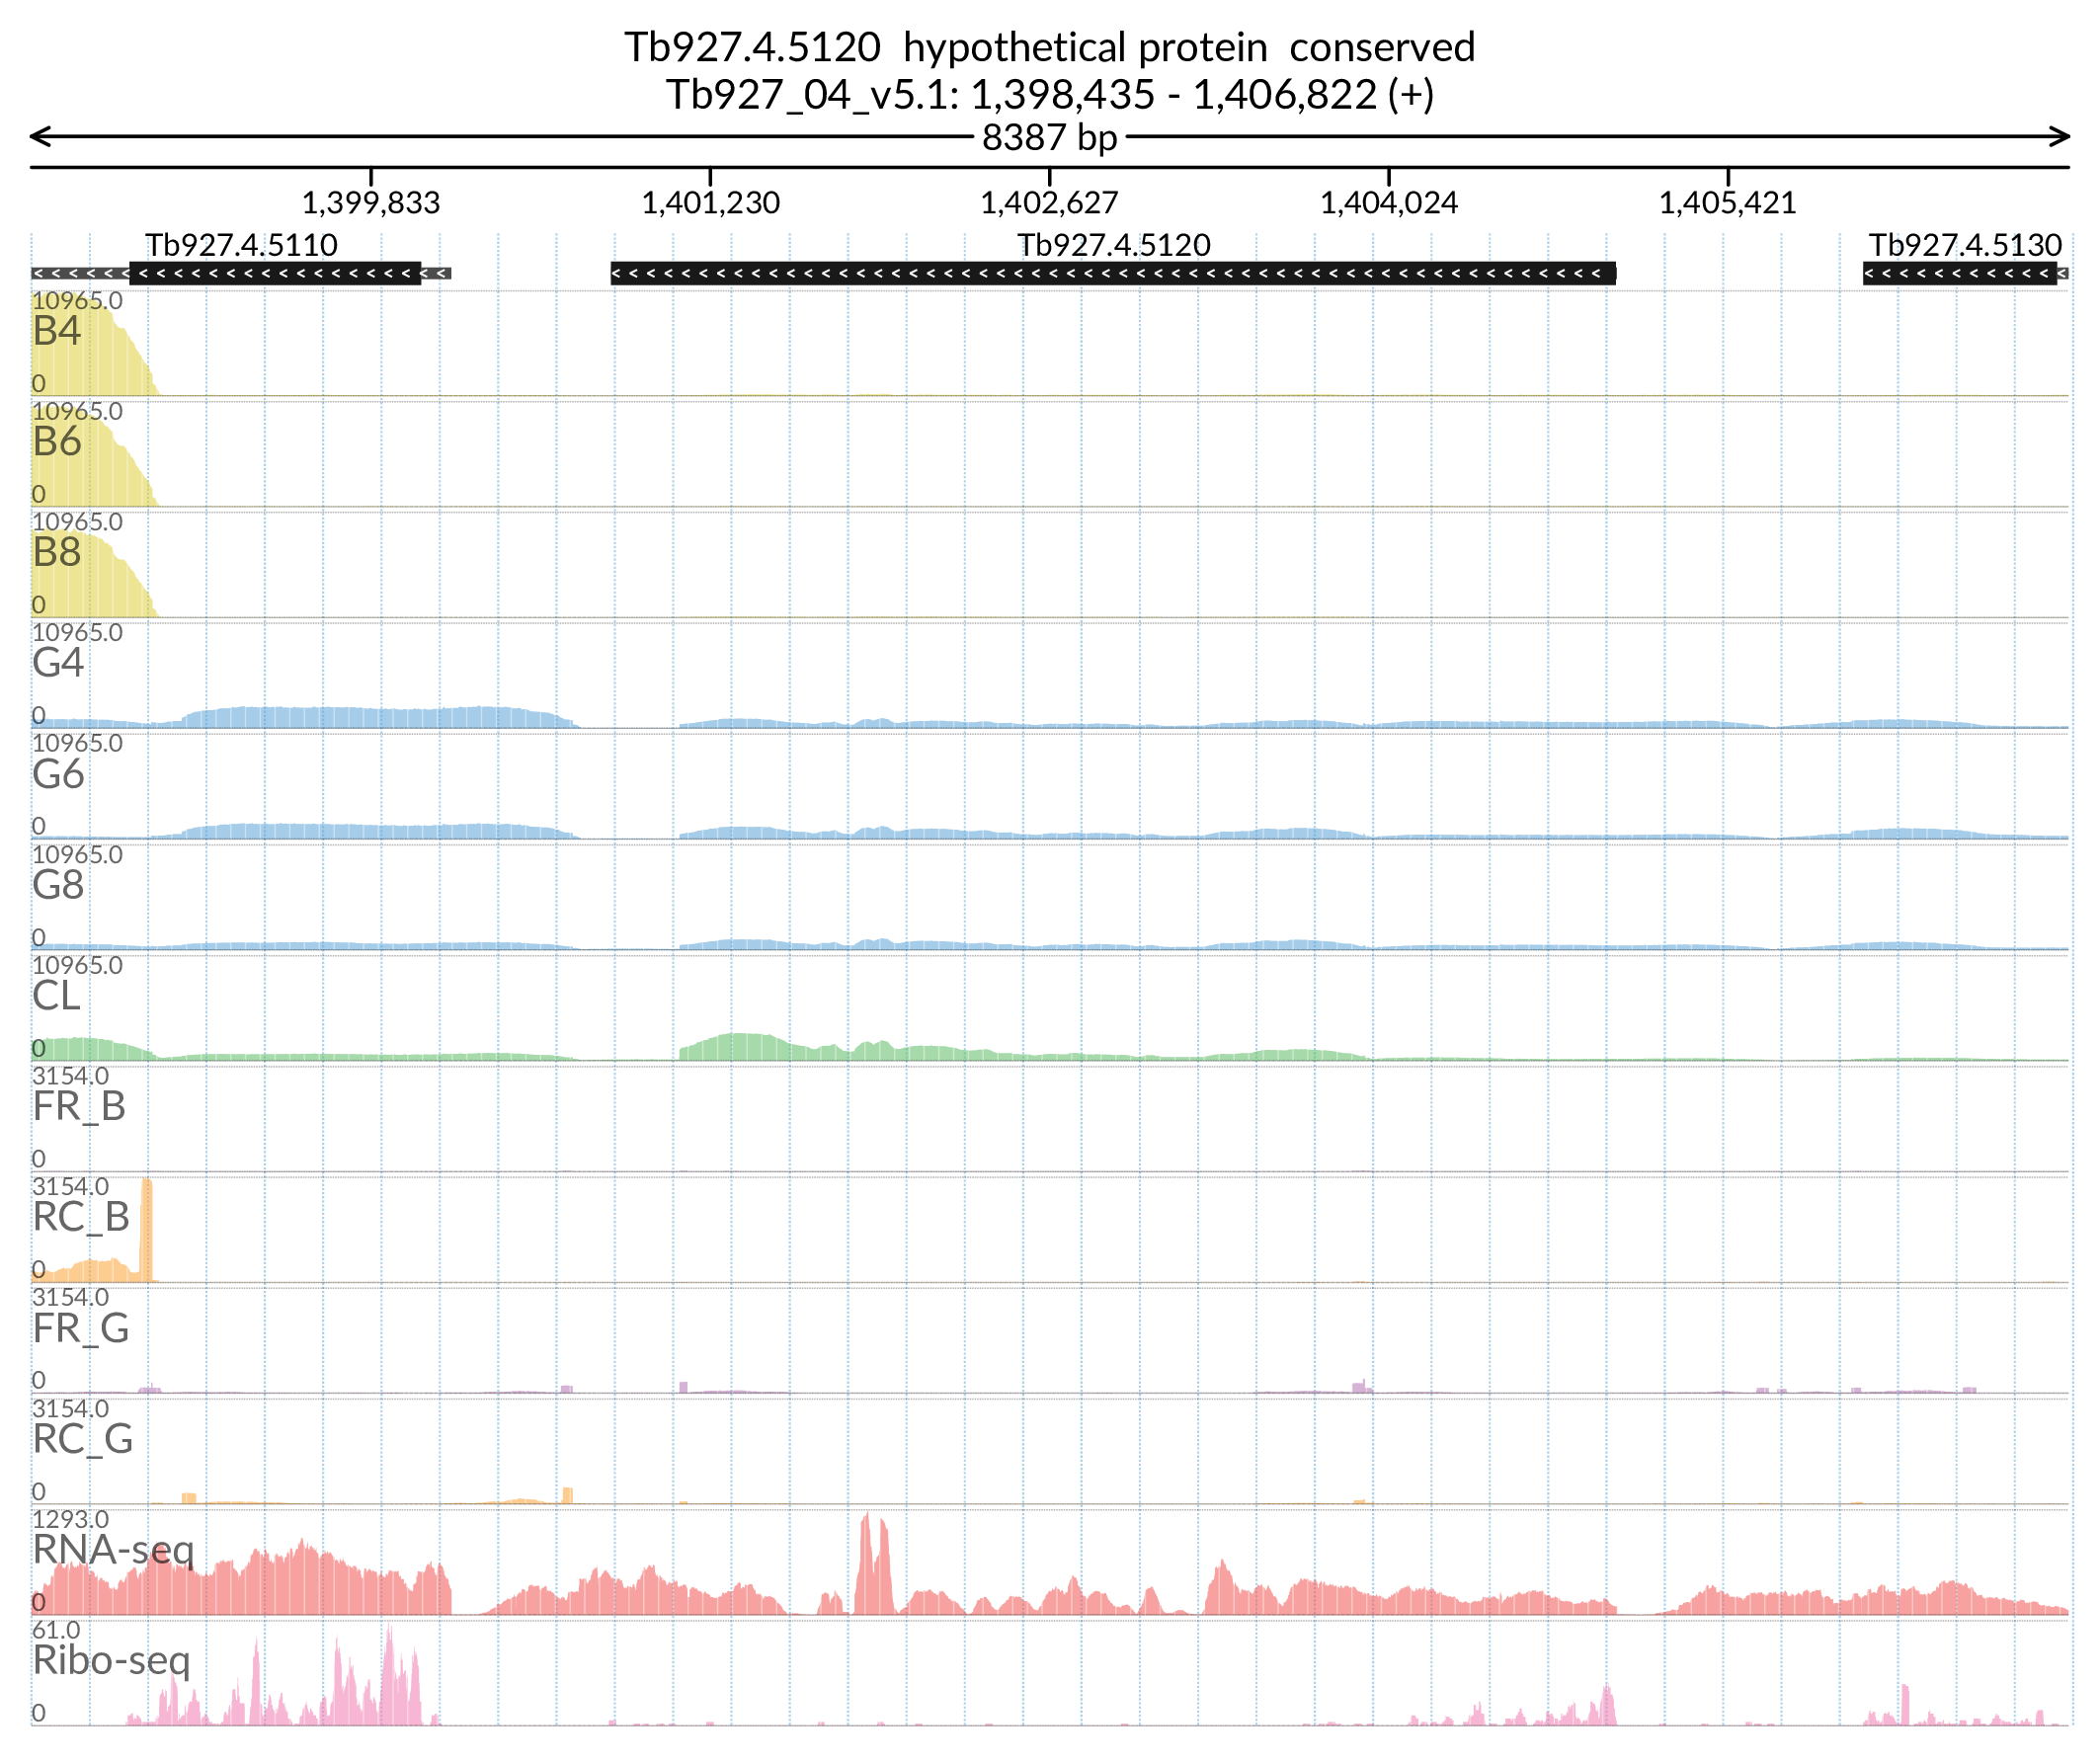 Tb927.4.5120 hypothetical protein conserved
Tb927_04_v5.1: 1,398,435 - 1,406,822 (+)
8387 bp
1,399,833 1,401,230 1,402,627 1,404,024 1,405,421
Tb927.4.5110 Tb927.4.5120 Tb927.4.5130
10965.0
B4
0
10965.0
B6
0
10965.0
B8
0
10965.0
G4
0
10965.0
G6
0
10965.0
G8
0
10965.0
CL
0
3154.0
FR_B
0
3154.0
RC_B
0
3154.0
FR_G
0
3154.0
RC_G
0
1293.0
RNA-seq
0
61.0
Ribo-seq
0